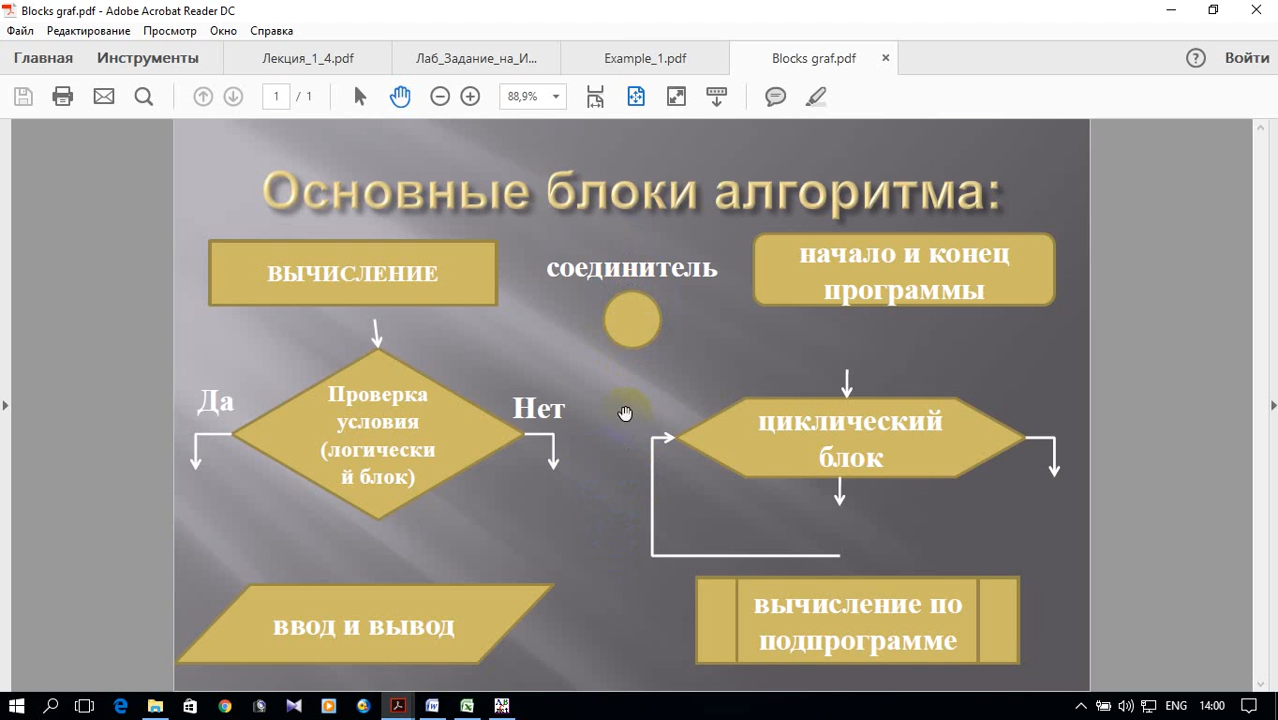 Blocks graf.pdf - Adobe Acrobat Reader DC
Файл Редактирование Просмотр Окно Справка
Главная Инструменты Лекция_1_4.pdf Лаб_Задание_на_И... Example_1.pdf Blocks graf.pdf × ? Войти
1 / 1 88,9%
Основные блоки алгоритма:
ВЫЧИСЛЕНИЕ
соединитель
начало и конец
программы
Да
Проверка
условия
(логически
й блок)
Нет
циклический
блок
ввод и вывод
вычисление по
подпрограмме
ENG 14:00